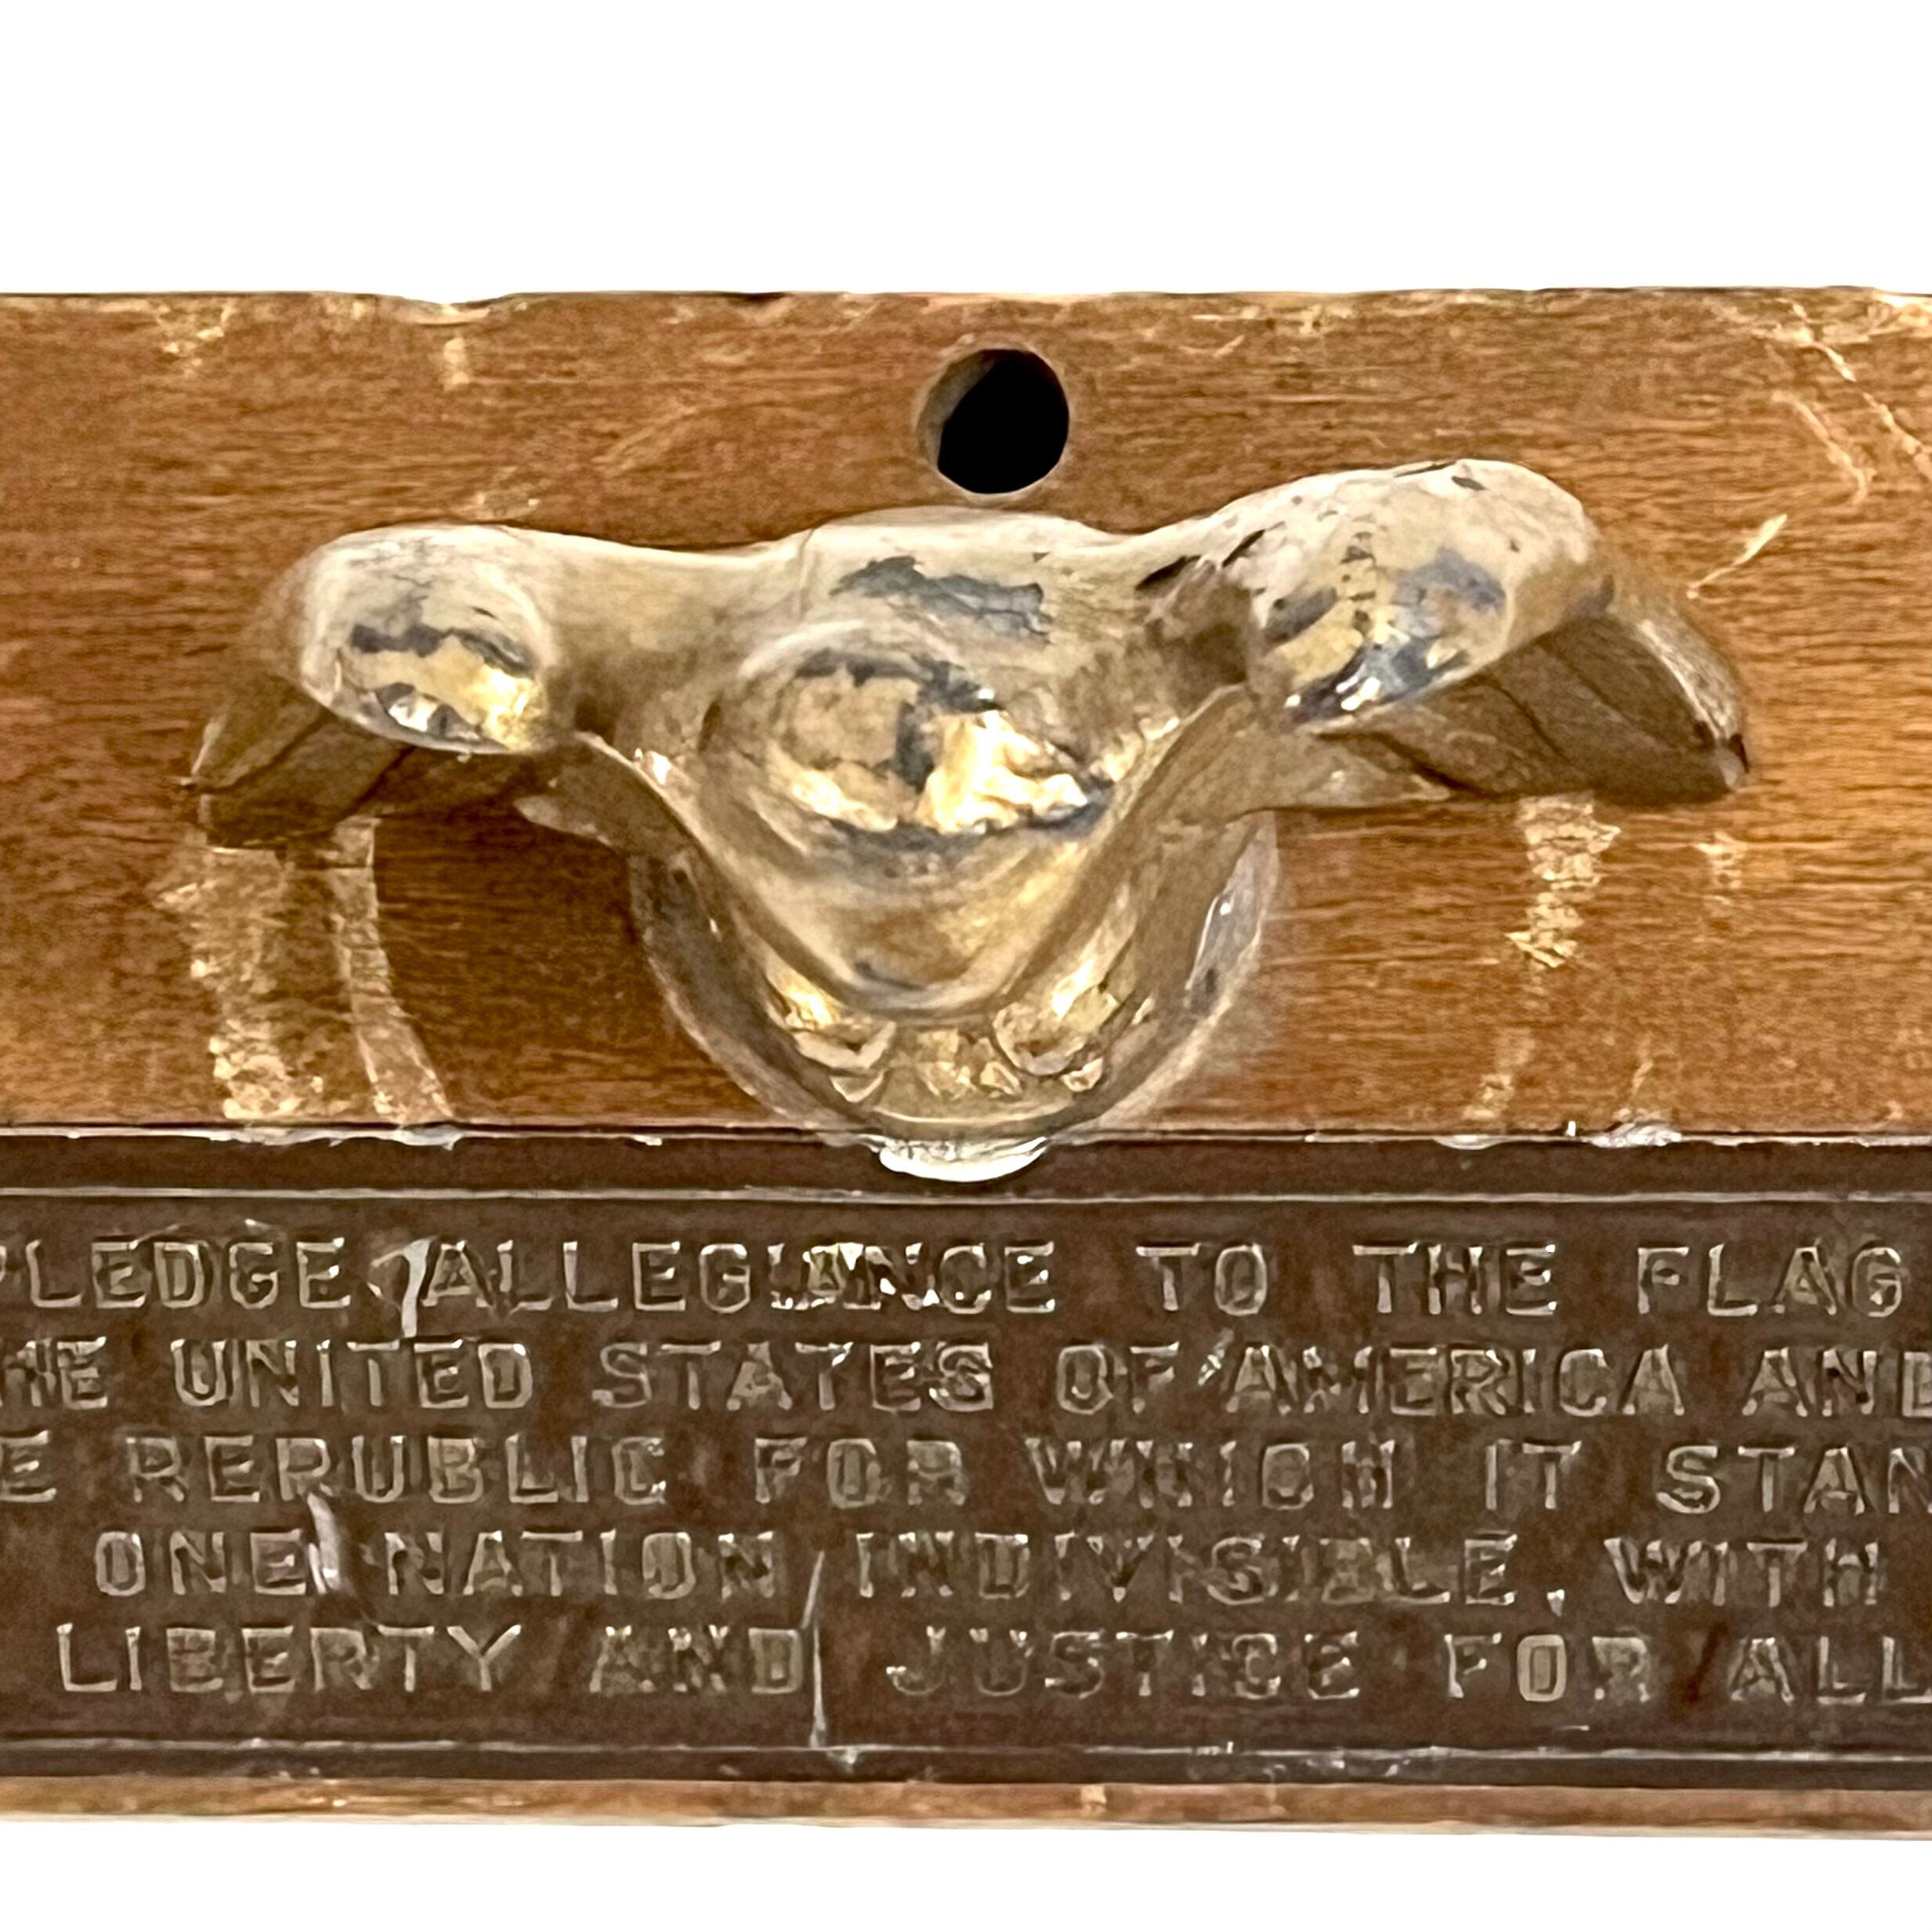 PLEDGE ALLEGIANCE TO THE FLAG
HE UNITED STATES OF AMERICA AND
E REPUBLIC FOR WHICH IT STAN
ONE NATION INDIVISIBLE, WITH
LIBERTY AND JUSTICE FOR ALL